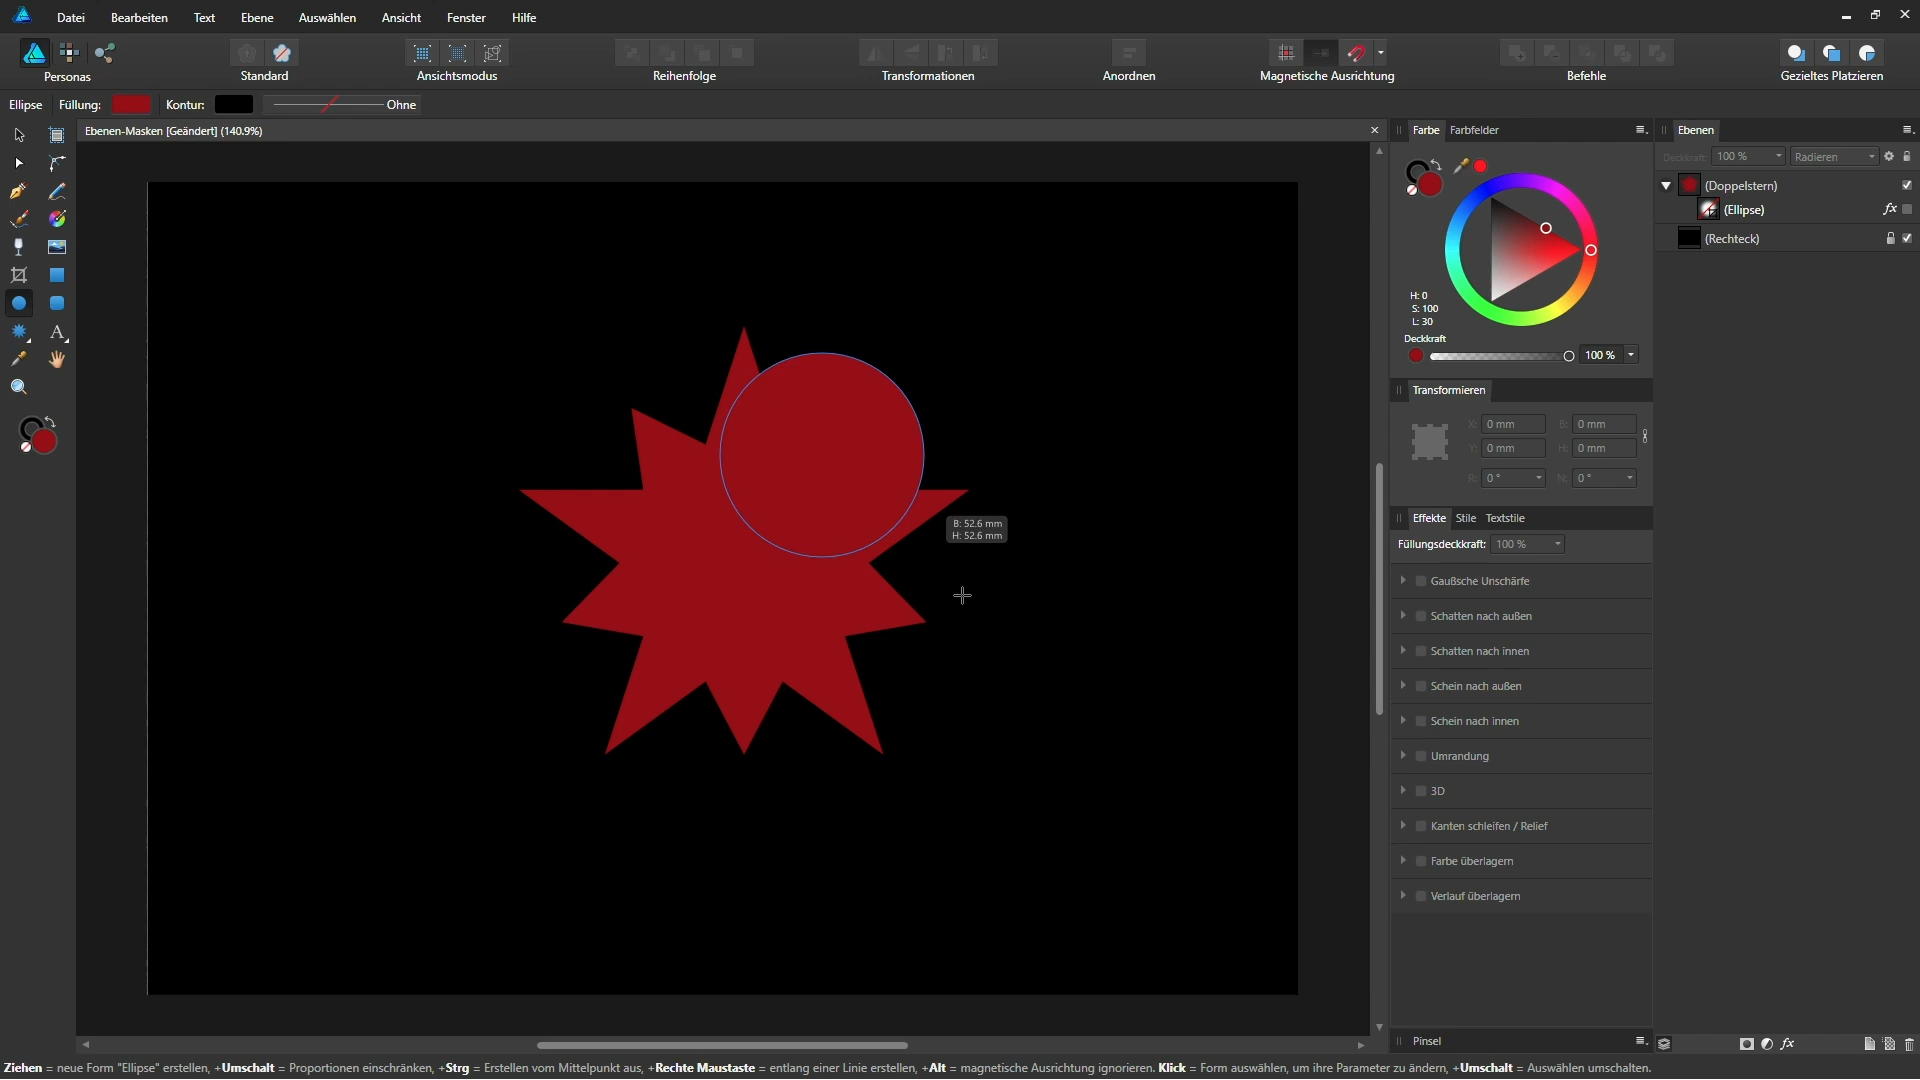 Datei Bearbeiten Text Ebene Auswählen Ansicht Fenster Hilfe
Personas Standard Ansichtsmodus Reihenfolge Transformationen Anordnen Magnetische Ausrichtung Befehle Gezieltes Platzieren
Ellipse Füllung: Kontur: Ohne
Ebenen-Masken [Geändert] (140.9%)
Farbe Farbfelder
H: 0
S: 100
L: 30
Deckkraft
100 %
Transformieren
X: 0 mm B: 0 mm
Y: 0 mm H: 0 mm
R: 0 ° N: 0 °
Effekte Stile Textstile
Füllungsdeckkraft: 100 %
Gaußsche Unschärfe
Schatten nach außen
Schatten nach innen
Schein nach außen
Schein nach innen
Umrandung
3D
Kanten schleifen / Relief
Farbe überlagern
Verlauf überlagern
Pinsel
Ebenen
Deckkraft 100 % Radieren
(Doppelstern)
(Ellipse) fx
(Rechteck)
fx
A
B: 52.6 mm
H: 52.6 mm
Ziehen = neue Form "Ellipse" erstellen, +Umschalt = Proportionen einschränken, +Strg = Erstellen vom Mittelpunkt aus, +Rechte Maustaste = entlang einer Linie erstellen, +Alt = magnetische Ausrichtung ignorieren. Klick = Form auswählen, um ihre Parameter zu ändern, +Umschalt = Auswählen umschalten.